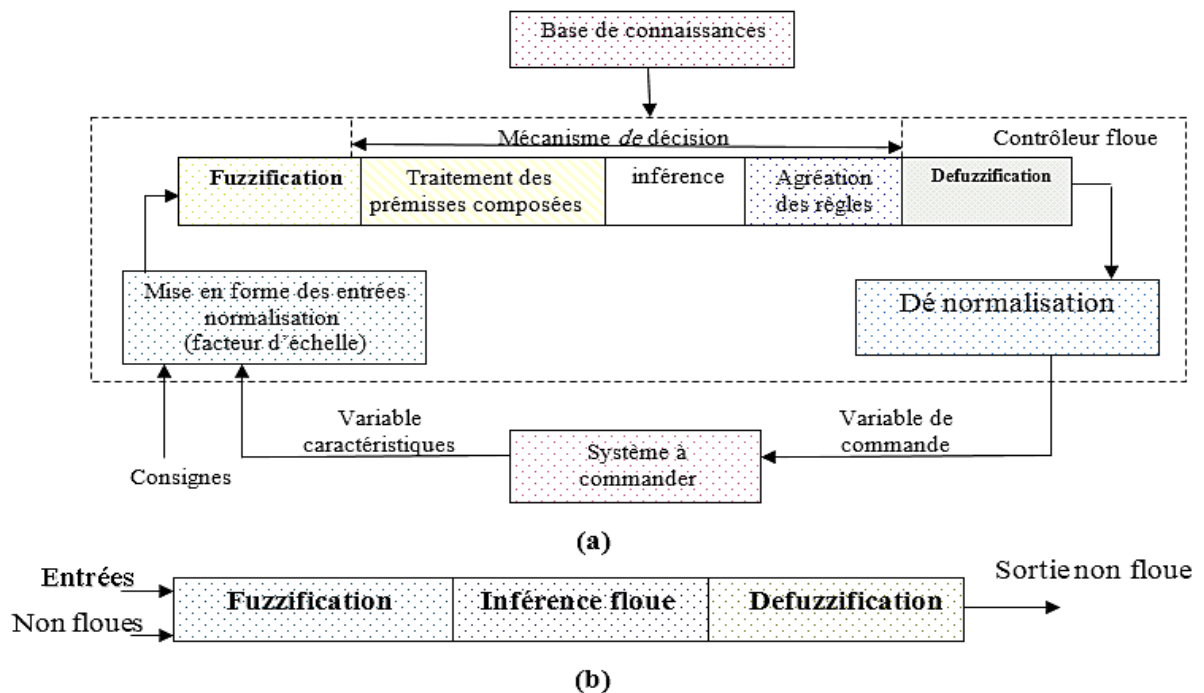 Base de
connaissances
Mécanisme de décision
Contrôleur floue
Fuzzification
Traitement des
prémisses composées
inférence
Agréation
des règles
Defuzzification
Mise en forme des entrées
normalisation
(facteur d'échelle)
Dé normalisation
Variable
caractéristiques
Variable de
commande
Système à
commander
Consignes
(a)
Entrées
Non floues
Fuzzification
Inférence floue
Defuzzification
Sortie non floue
(b)